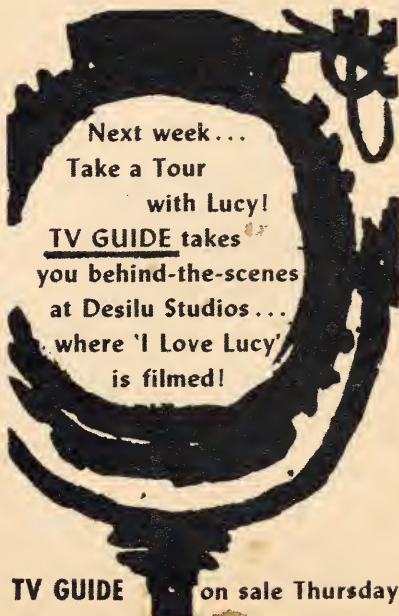 Next week...
Take a Tour
with Lucy!
TV GUIDE takes
you behind-the-scenes
at Desilu Studios...
where 'I Love Lucy'
is filmed!
TV GUIDE on sale Thursday